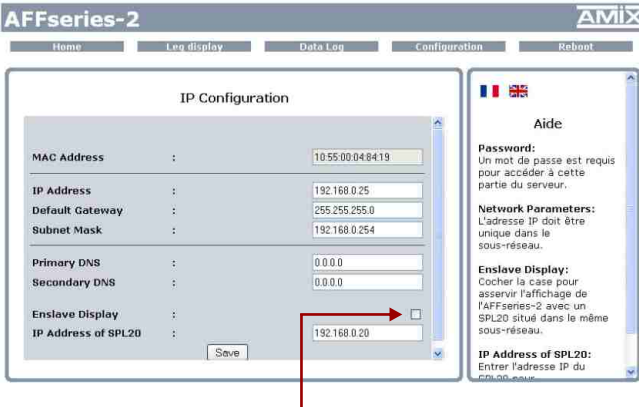 AFFseries-2
AMIX
Home Leq display Data Log Configuration Reboot
IP Configuration
MAC Address : 10:55:00:04:84:19
IP Address : 192.168.0.25
Default Gateway : 255.255.255.0
Subnet Mask : 192.168.0.254
Primary DNS : 0.0.0.0
Secondary DNS : 0.0.0.0
Enslave Display :
IP Address of SPL20 : 192.168.0.20
Save
Aide
Password:
Un mot de passe est requis
pour accéder à cette
partie du serveur.
Network Parameters:
L'adresse IP doit être
unique dans le
sous-réseau.
Enslave Display:
Cocher la case pour
asservir l'affichage de
l'AFFseries-2 avec un
SPL20 situé dans le même
sous-réseau.
IP Address of SPL20:
Entrer l'adresse IP du
SPL20 pour